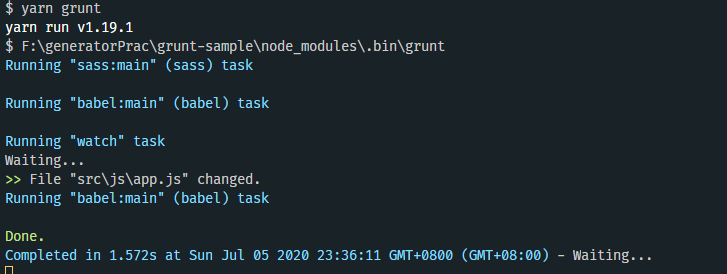 $ yarn grunt
yarn run v1.19.1
$ F:\generatorPrac\grunt-sample\node_modules\.bin\grunt
Running "sass:main" (sass) task
Running "babel:main" (babel) task
Running "watch" task
Waiting...
>> File "src\js\app.js" changed.
Running "babel:main" (babel) task
Done.
Completed in 1.572s at Sun Jul 05 2020 23:36:11 GMT+0800 (GMT+08:00) - Waiting...